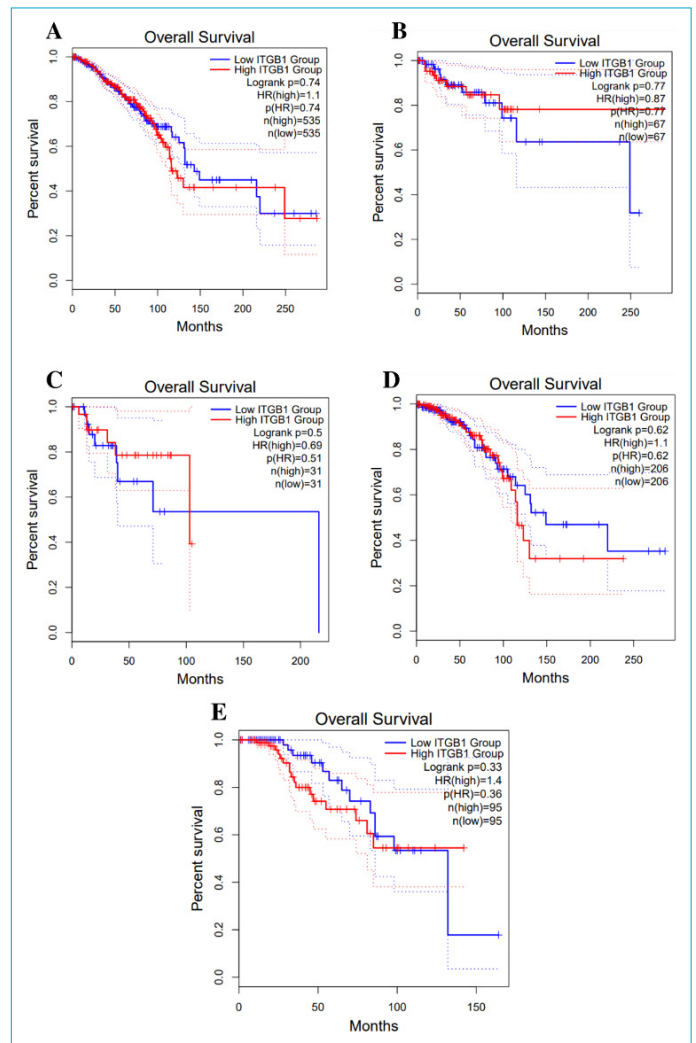 A
Overall Survival
Low ITGB1 Group
High ITGB1 Group
Logrank p=0.74
HR(high)=1.1
p(HR)=0.74
n(high)=535
n(low)=535
Percent survival
0.0
0.2
0.4
0.6
0.8
1.0
0 50 100 150 200 250
Months
B
Overall Survival
Low ITGB1 Group
High ITGB1 Group
Logrank p=0.77
HR(high)=0.87
p(HR)=0.77
n(high)=67
n(low)=67
Percent survival
0.0
0.2
0.4
0.6
0.8
1.0
0 50 100 150 200 250
Months
C
Overall Survival
Low ITGB1 Group
High ITGB1 Group
Logrank p=0.5
HR(high)=0.69
p(HR)=0.51
n(high)=31
n(low)=31
Percent survival
0.0
0.2
0.4
0.6
0.8
1.0
0 50 100 150 200
Months
D
Overall Survival
Low ITGB1 Group
High ITGB1 Group
Logrank p=0.62
HR(high)=1.1
p(HR)=0.62
n(high)=206
n(low)=206
Percent survival
0.0
0.2
0.4
0.6
0.8
1.0
0 50 100 150 200 250
Months
E
Overall Survival
Low ITGB1 Group
High ITGB1 Group
Logrank p=0.33
HR(high)=1.4
p(HR)=0.36
n(high)=95
n(low)=95
Percent survival
0.0
0.2
0.4
0.6
0.8
1.0
0 50 100 150
Months